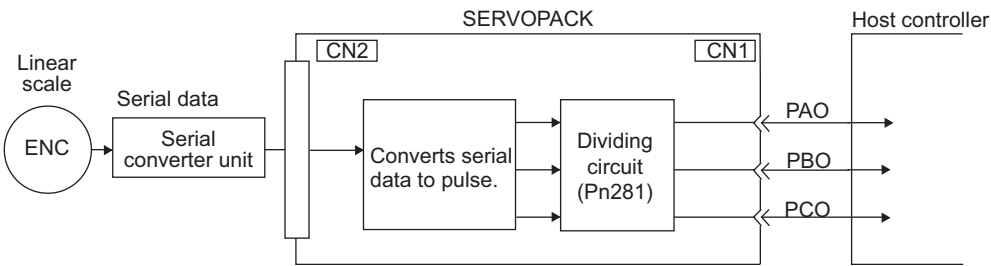 SERVOPACK
Host controller
CN2
CN1
Linear
scale
Serial data
ENC
Serial
converter unit
Converts serial
data to pulse.
Dividing
circuit
(Pn281)
PAO
PBO
PCO